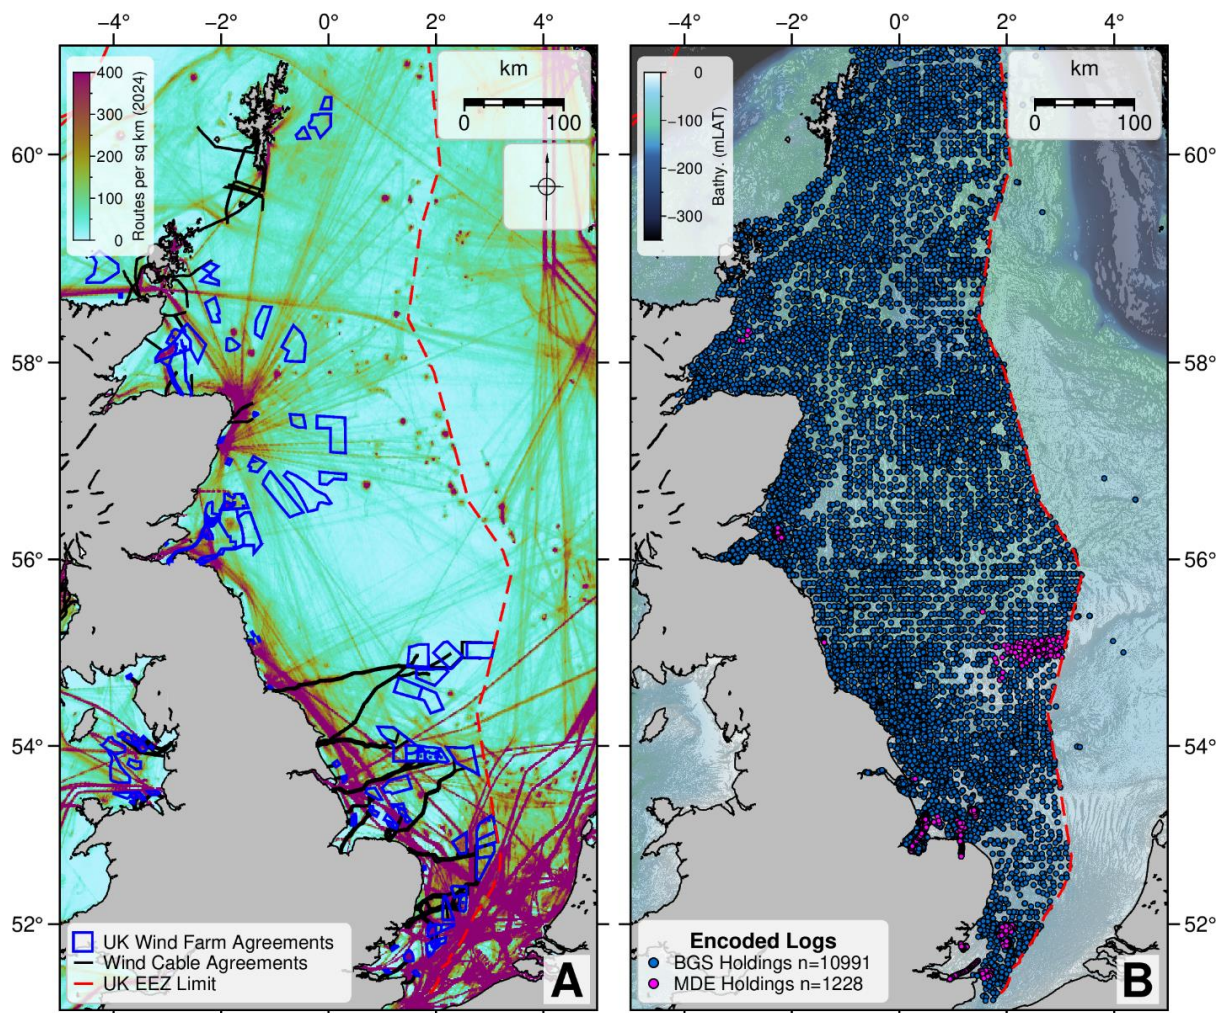 −4° −2° 0° 2° 4° −4° −2° 0° 2° 4°
400
300
200
100
0
Routes per sq km (2024)
km
0 100
0
−100
−200
−300
Bathy. (mLAT)
km
0 100
60° 60°
58° 58°
56° 56°
54° 54°
52° 52°
UK Wind Farm Agreements
Wind Cable Agreements
UK EEZ Limit
A
Encoded Logs
BGS Holdings n=10991
MDE Holdings n=1228
B